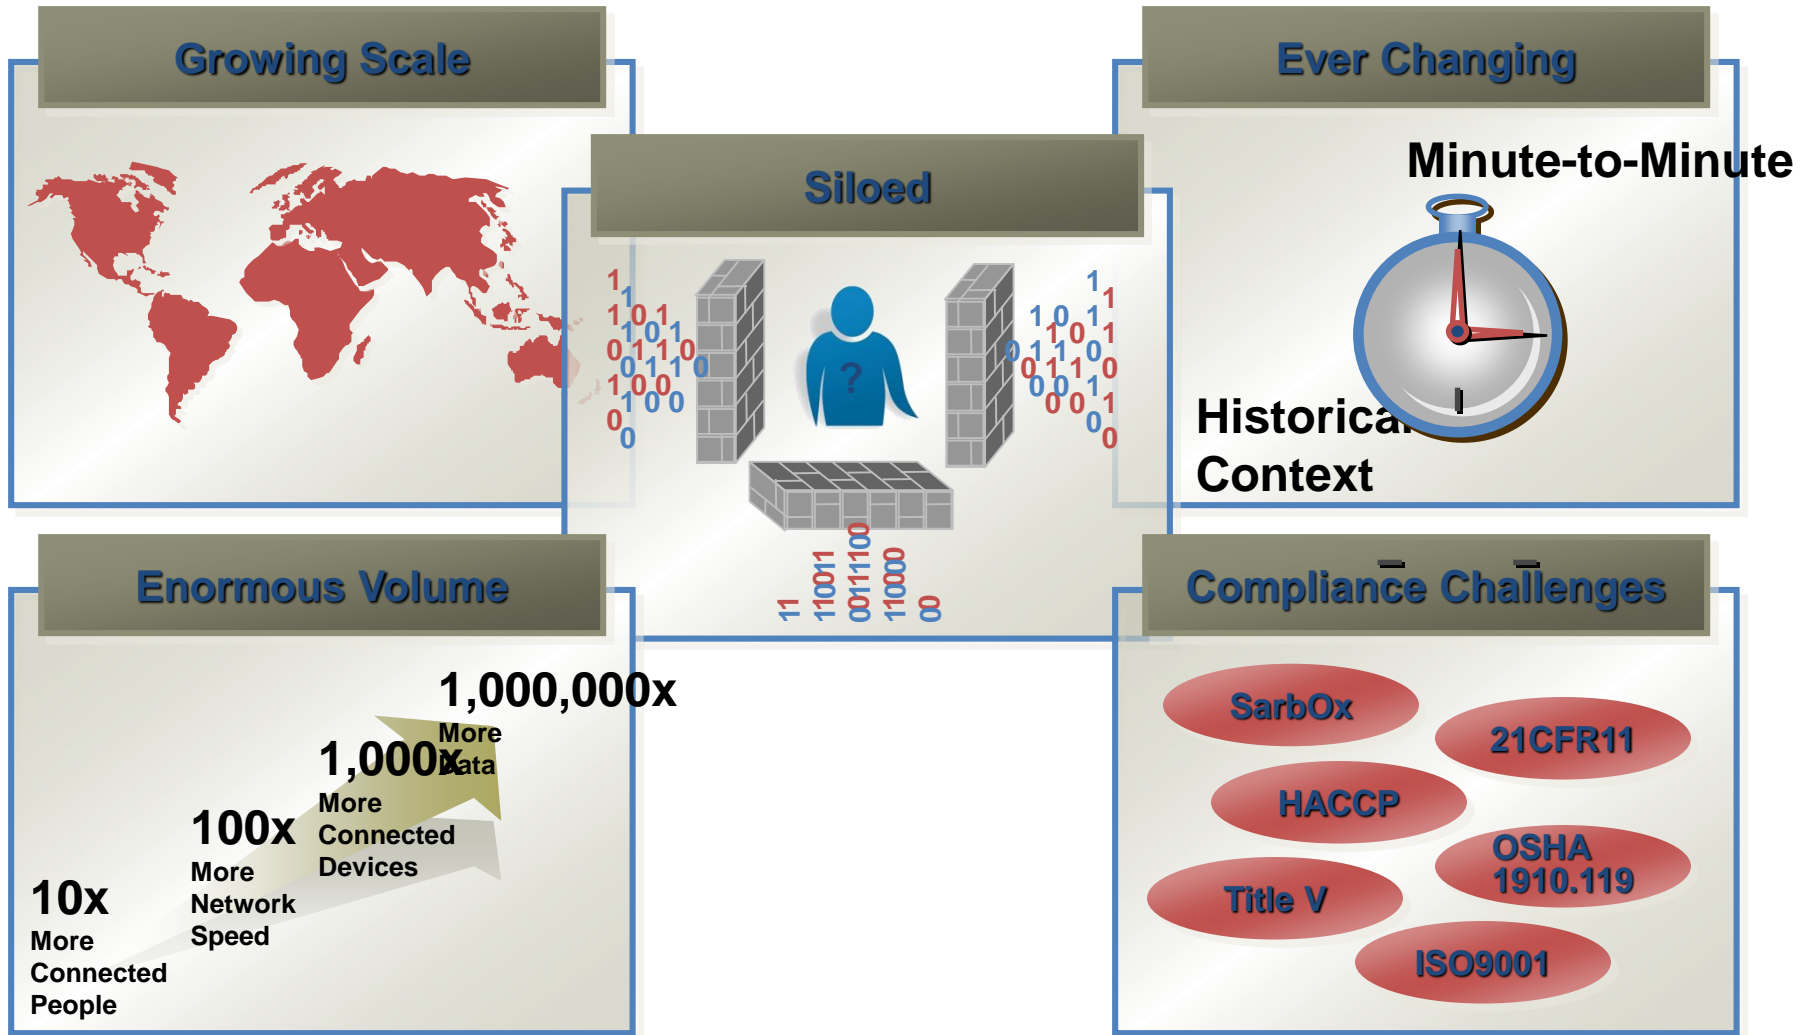 Growing Scale
Ever Changing
Siloed
Minute-to-Minute
Historical
Context
?
Enormous Volume
1,000,000x
More
Data
1,000x
More
Connected
Devices
100x
More
Network
Speed
10x
More
Connected
People
Compliance Challenges
SarbOx
21CFR11
HACCP
OSHA
1910.119
Title V
ISO9001